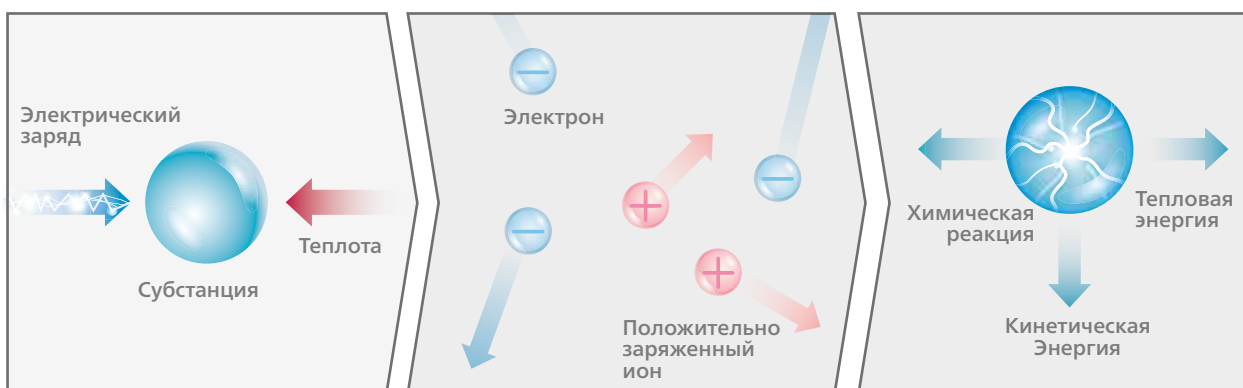 Электрический
заряд
Теплота
Субстанция
Электрон
Положительно
заряженный
ион
Химическая
реакция
Тепловая
энергия
Кинетическая
Энергия